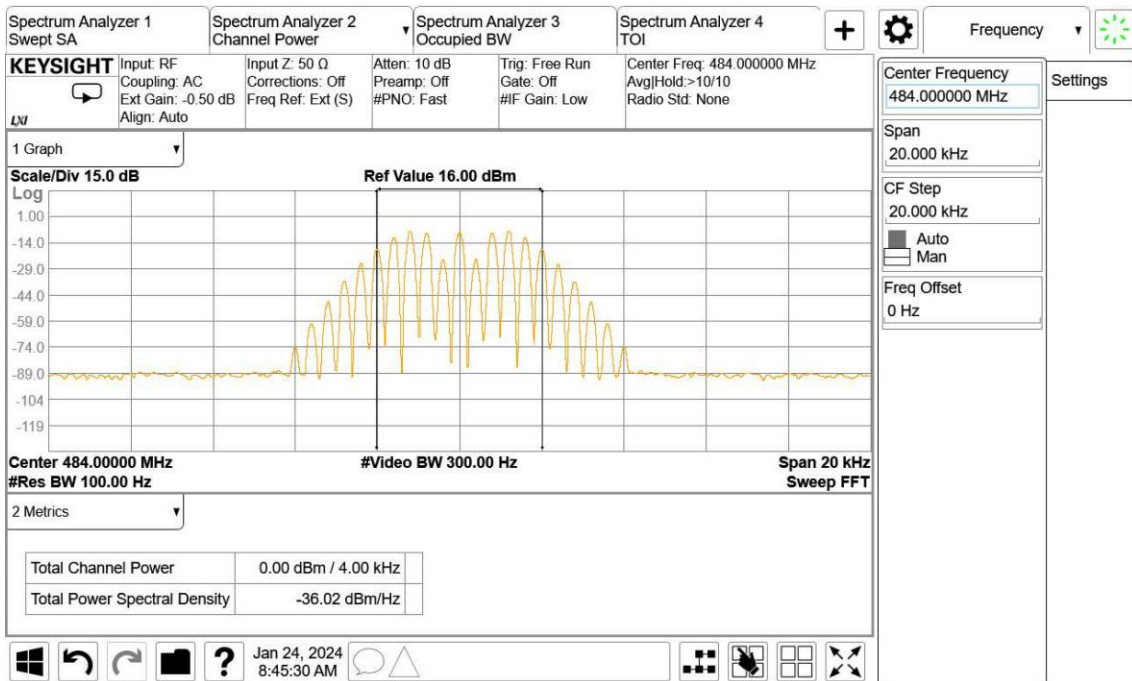 Spectrum Analyzer 1
Swept SA
Spectrum Analyzer 2
Channel Power
Spectrum Analyzer 3
Occupied BW
Spectrum Analyzer 4
TOI
+
Frequency
KEYSIGHT
LXI
Input: RF
Coupling: AC
Ext Gain: -0.50 dB
Align: Auto
Input Z: 50 Ω
Corrections: Off
Freq Ref: Ext (S)
Atten: 10 dB
Preamp: Off
#PNO: Fast
Trig: Free Run
Gate: Off
#IF Gain: Low
Center Freq: 484.000000 MHz
Avg|Hold:>10/10
Radio Std: None
Center Frequency
484.000000 MHz
Settings
Span
20.000 kHz
CF Step
20.000 kHz
Auto
Man
Freq Offset
0 Hz
1 Graph
Scale/Div 15.0 dB
Ref Value 16.00 dBm
Log
1.00
-14.0
-29.0
-44.0
-59.0
-74.0
-89.0
-104
-119
Center 484.00000 MHz
#Video BW 300.00 Hz
Span 20 kHz
#Res BW 100.00 Hz
Sweep FFT
2 Metrics
Total Channel Power 0.00 dBm / 4.00 kHz
Total Power Spectral Density -36.02 dBm/Hz
?
Jan 24, 2024
8:45:30 AM